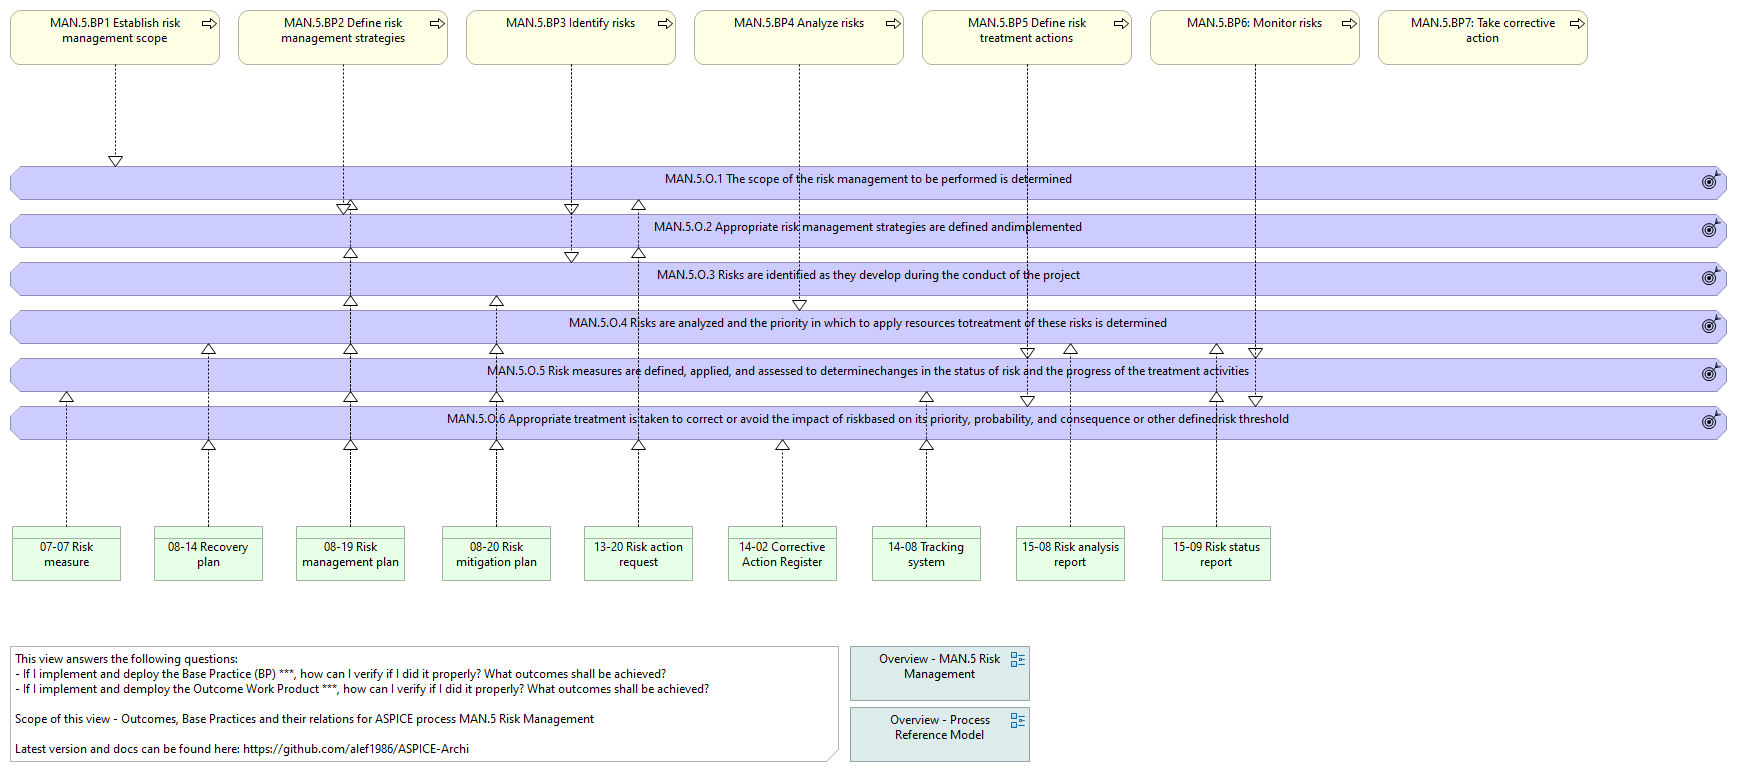 MAN.5.BP1 Establish risk
management scope
MAN.5.BP2 Define risk
management strategies
MAN.5.BP3 Identify risks
MAN.5.BP4 Analyze risks
MAN.5.BP5 Define risk
treatment actions
MAN.5.BP6: Monitor risks
MAN.5.BP7: Take corrective
action
MAN.5.O.1 The scope of the risk management to be performed is determined
MAN.5.O.2 Appropriate risk management strategies are defined andimplemented
MAN.5.O.3 Risks are identified as they develop during the conduct of the project
MAN.5.O.4 Risks are analyzed and the priority in which to apply resources totreatment of these risks is determined
MAN.5.O.5 Risk measures are defined, applied, and assessed to determinechanges in the status of risk and the progress of the treatment activities
MAN.5.O.6 Appropriate treatment is taken to correct or avoid the impact of riskbased on its priority, probability, and consequence or other definedrisk threshold
07-07 Risk
measure
08-14 Recovery
plan
08-19 Risk
management plan
08-20 Risk
mitigation plan
13-20 Risk action
request
14-02 Corrective
Action Register
14-08 Tracking
system
15-08 Risk analysis
report
15-09 Risk status
report
This view answers the following questions:
- If I implement and deploy the Base Practice (BP) ***, how can I verify if I did it properly? What outcomes shall be achieved?
- If I implement and demploy the Outcome Work Product ***, how can I verify if I did it properly? What outcomes shall be achieved?
Scope of this view - Outcomes, Base Practices and their relations for ASPICE process MAN.5 Risk Management
Latest version and docs can be found here: https://github.com/alef1986/ASPICE-Archi
Overview - MAN.5 Risk
Management
Overview - Process
Reference Model